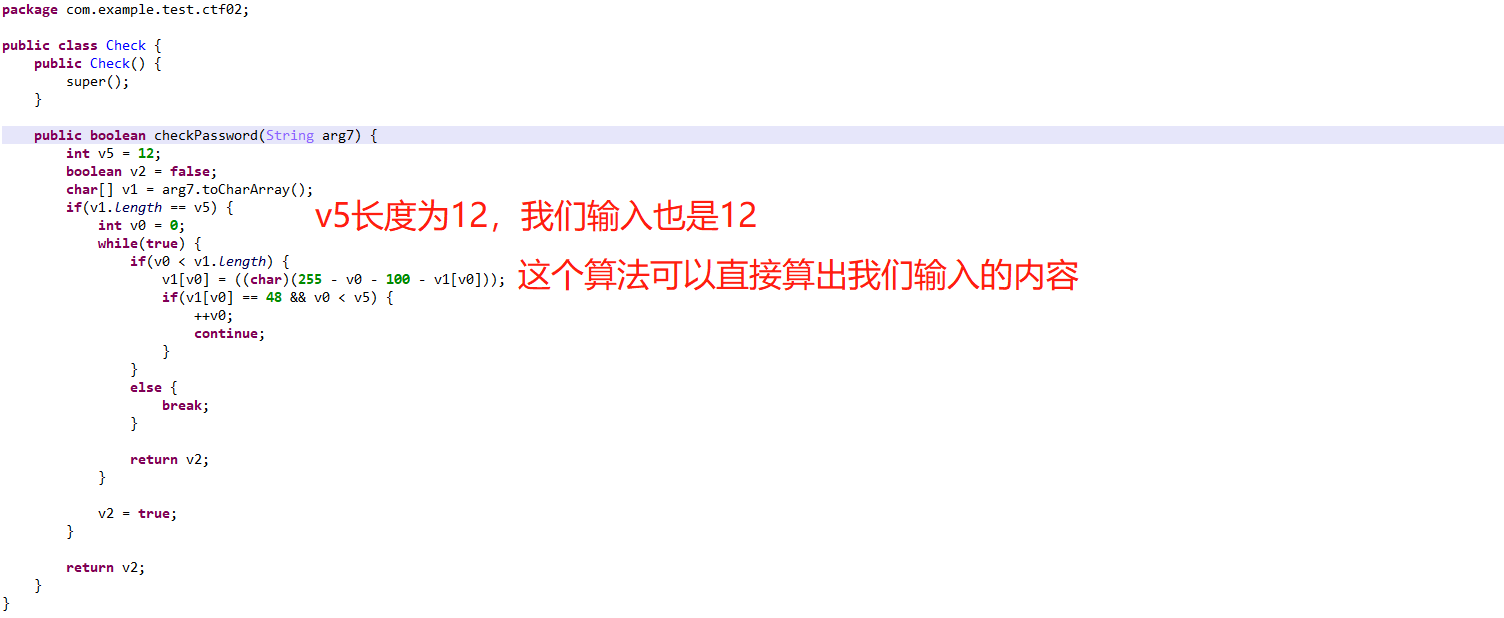 package com.example.test.ctf02;
public class Check {
public Check() {
super();
}
public boolean checkPassword(String arg7) {
int v5 = 12;
boolean v2 = false;
char[] v1 = arg7.toCharArray();
if(v1.length == v5) {
v5长度为12，我们输入也是12
int v0 = 0;
while(true) {
if(v0 < v1.length) {
v1[v0] = ((char)(255 - v0 - 100 - v1[v0]));
这个算法可以直接算出我们输入的内容
if(v1[v0] == 48 && v0 < v5) {
++v0;
continue;
}
}
else {
break;
}
return v2;
}
v2 = true;
}
return v2;
}
}